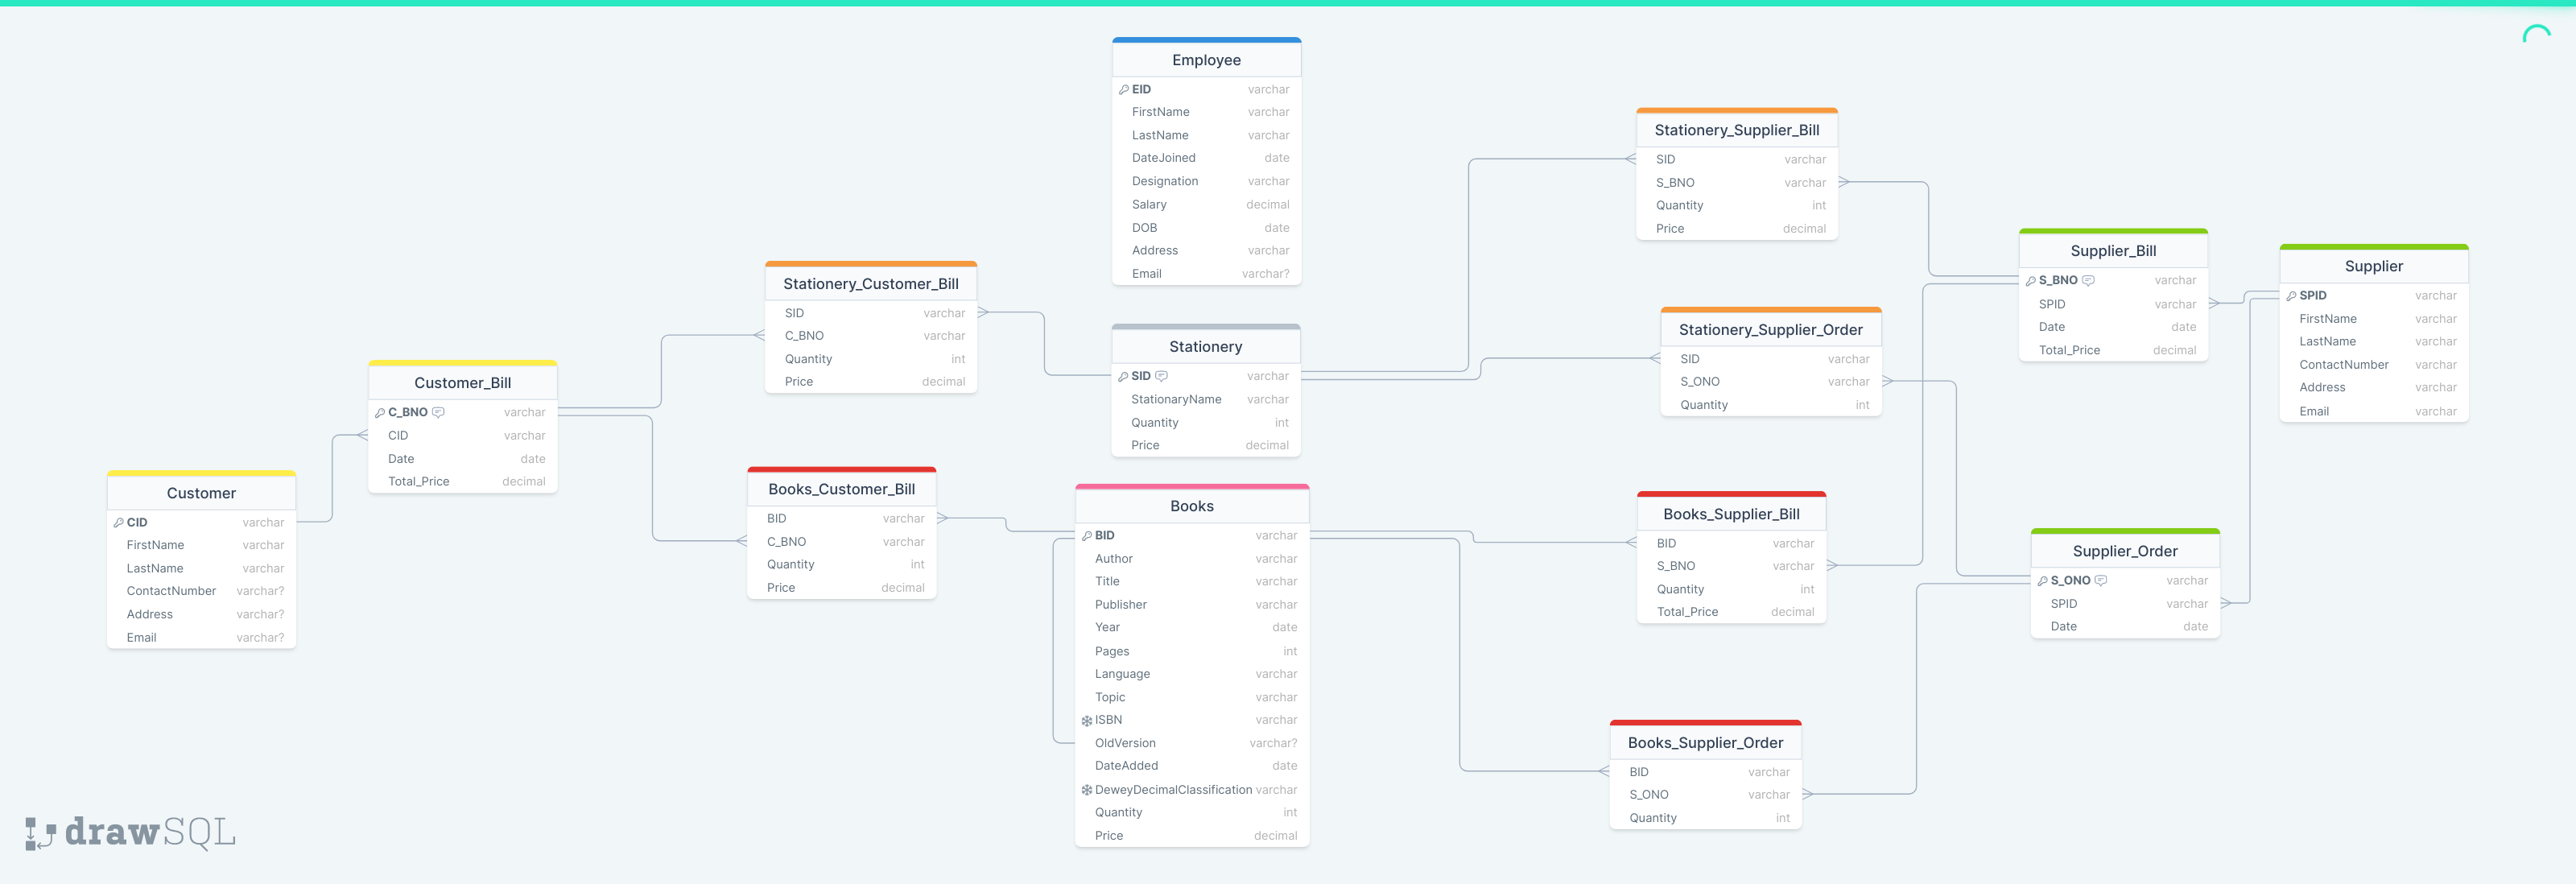 Employee
EID varchar
FirstName varchar
LastName varchar
DateJoined date
Designation varchar
Salary decimal
DOB date
Address varchar
Email varchar?
Stationery_Supplier_Bill
SID varchar
S_BNO varchar
Quantity int
Price decimal
Supplier_Bill
S_BNO varchar
SPID varchar
Date date
Total_Price decimal
Supplier
SPID varchar
FirstName varchar
LastName varchar
ContactNumber varchar
Address varchar
Email varchar
Stationery_Customer_Bill
SID varchar
C_BNO varchar
Quantity int
Price decimal
Stationery
SID varchar
StationaryName varchar
Quantity int
Price decimal
Stationery_Supplier_Order
SID varchar
S_ONO varchar
Quantity int
Customer_Bill
C_BNO varchar
CID varchar
Date date
Total_Price decimal
Customer
CID varchar
FirstName varchar
LastName varchar
ContactNumber varchar?
Address varchar?
Email varchar?
Books_Customer_Bill
BID varchar
C_BNO varchar
Quantity int
Price decimal
Books
BID varchar
Author varchar
Title varchar
Publisher varchar
Year date
Pages int
Language varchar
Topic varchar
ISBN varchar
OldVersion varchar?
DateAdded date
DeweyDecimalClassification varchar
Quantity int
Price decimal
Books_Supplier_Bill
BID varchar
S_BNO varchar
Quantity int
Total_Price decimal
Supplier_Order
S_ONO varchar
SPID varchar
Date date
Books_Supplier_Order
BID varchar
S_ONO varchar
Quantity int
drawSQL